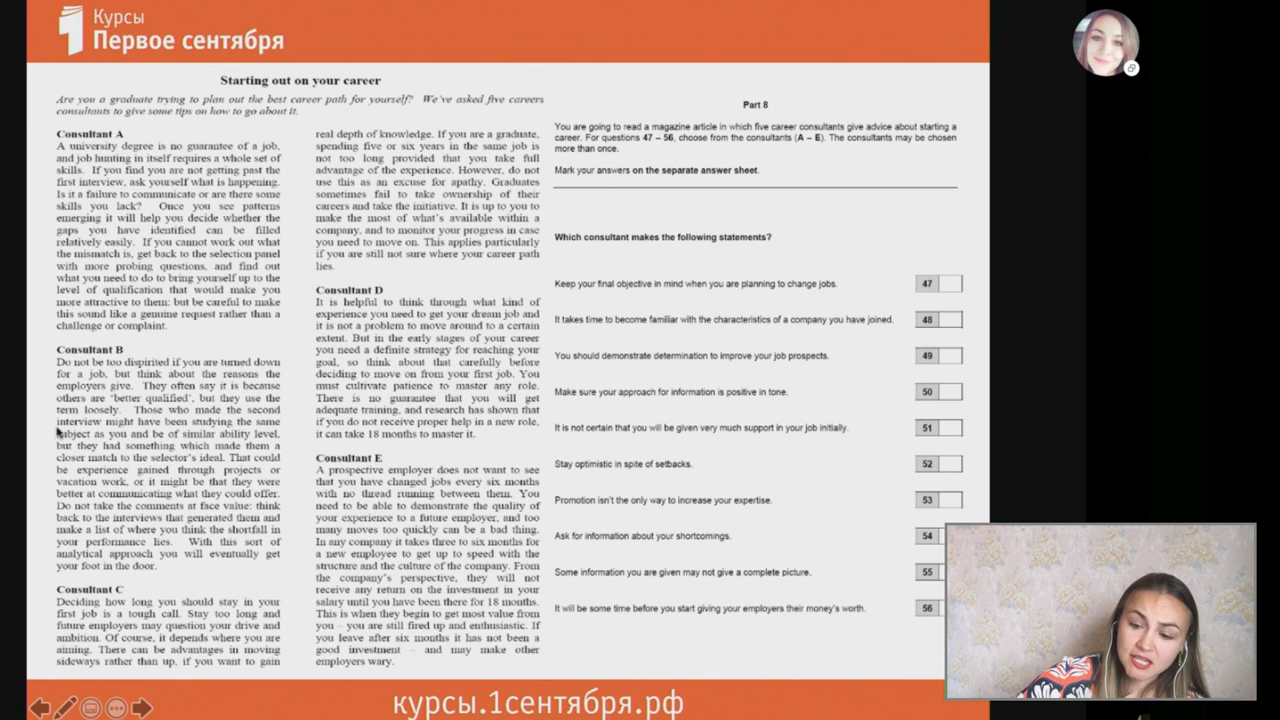 Курсы
Первое сентября
Starting out on your career
Are you a graduate trying to plan out the best career path for yourself? We've asked five careers
consultants to give some tips on how to go about it.
Consultant A
A university degree is no guarantee of a job,
and job hunting in itself requires a whole set of
skills. If you find you are not getting past the
first interview, ask yourself what is happening.
Is it a failure to communicate or are there some
skills you lack? Once you see patterns
emerging it will help you decide whether the
gaps you have identified can be filled
relatively easily. If you cannot work out what
the mismatch is, get back to the selection panel
with more probing questions, and find out
what you need to do to bring yourself up to the
level of qualification that would make you
more attractive to them: but be careful to make
this sound like a genuine request rather than a
challenge or complaint.
Consultant B
Do not be too dispirited if you are turned down
for a job, but think about the reasons the
employers give. They often say it is because
others are 'better qualified', but they use the
term loosely. Those who made the second
interview might have been studying the same
subject as you and be of similar ability level,
but they had something which made them a
closer match to the selector's ideal. That could
be experience gained through projects or
vacation work, or it might be that they were
better at communicating what they could offer.
Do not take the comments at face value: think
back to the interviews that generated them and
make a list of where you think the shortfall in
your performance lies. With this sort of
analytical approach you will eventually get
your foot in the door.
Consultant C
Deciding how long you should stay in your
first job is a tough call. Stay too long and
future employers may question your drive and
ambition. Of course, it depends where you are
aiming. There can be advantages in moving
sideways rather than up, if you want to gain
real depth of knowledge. If you are a graduate,
spending five or six years in the same job is
not too long provided that you take full
advantage of the experience. However, do not
use this as an excuse for apathy. Graduates
sometimes fail to take ownership of their
careers and take the initiative. It is up to you to
make the most of what's available within a
company, and to monitor your progress in case
you need to move on. This applies particularly
if you are still not sure where your career path
lies.
Consultant D
It is helpful to think through what kind of
experience you need to get your dream job and
it is not a problem to move around to a certain
extent. But in the early stages of your career
you need a definite strategy for reaching your
goal, so think about that carefully before
deciding to move on from your first job. You
must cultivate patience to master any role.
There is no guarantee that you will get
adequate training, and research has shown that
if you do not receive proper help in a new role,
it can take 18 months to master it.
Consultant E
A prospective employer does not want to see
that you have changed jobs every six months
with no thread running between them. You
need to be able to demonstrate the quality of
your experience to a future employer, and too
many moves too quickly can be a bad thing.
In any company it takes three to six months for
a new employee to get up to speed with the
structure and the culture of the company. From
the company's perspective, they will not
receive any return on the investment in your
salary until you have been there for 18 months.
This is when they begin to get most value from
you – you are still fired up and enthusiastic. If
you leave after six months it has not been a
good investment – and may make other
employers wary.
Part 8
You are going to read a magazine article in which five career consultants give advice about starting a
career. For questions 47 – 56, choose from the consultants (A – E). The consultants may be chosen
more than once.
Mark your answers on the separate answer sheet.
Which consultant makes the following statements?
Keep your final objective in mind when you are planning to change jobs. 47
It takes time to become familiar with the characteristics of a company you have joined. 48
You should demonstrate determination to improve your job prospects. 49
Make sure your approach for information is positive in tone. 50
It is not certain that you will be given very much support in your job initially. 51
Stay optimistic in spite of setbacks. 52
Promotion isn't the only way to increase your expertise. 53
Ask for information about your shortcomings. 54
Some information you are given may not give a complete picture. 55
It will be some time before you start giving your employers their money's worth. 56
курсы.1сентября.рф